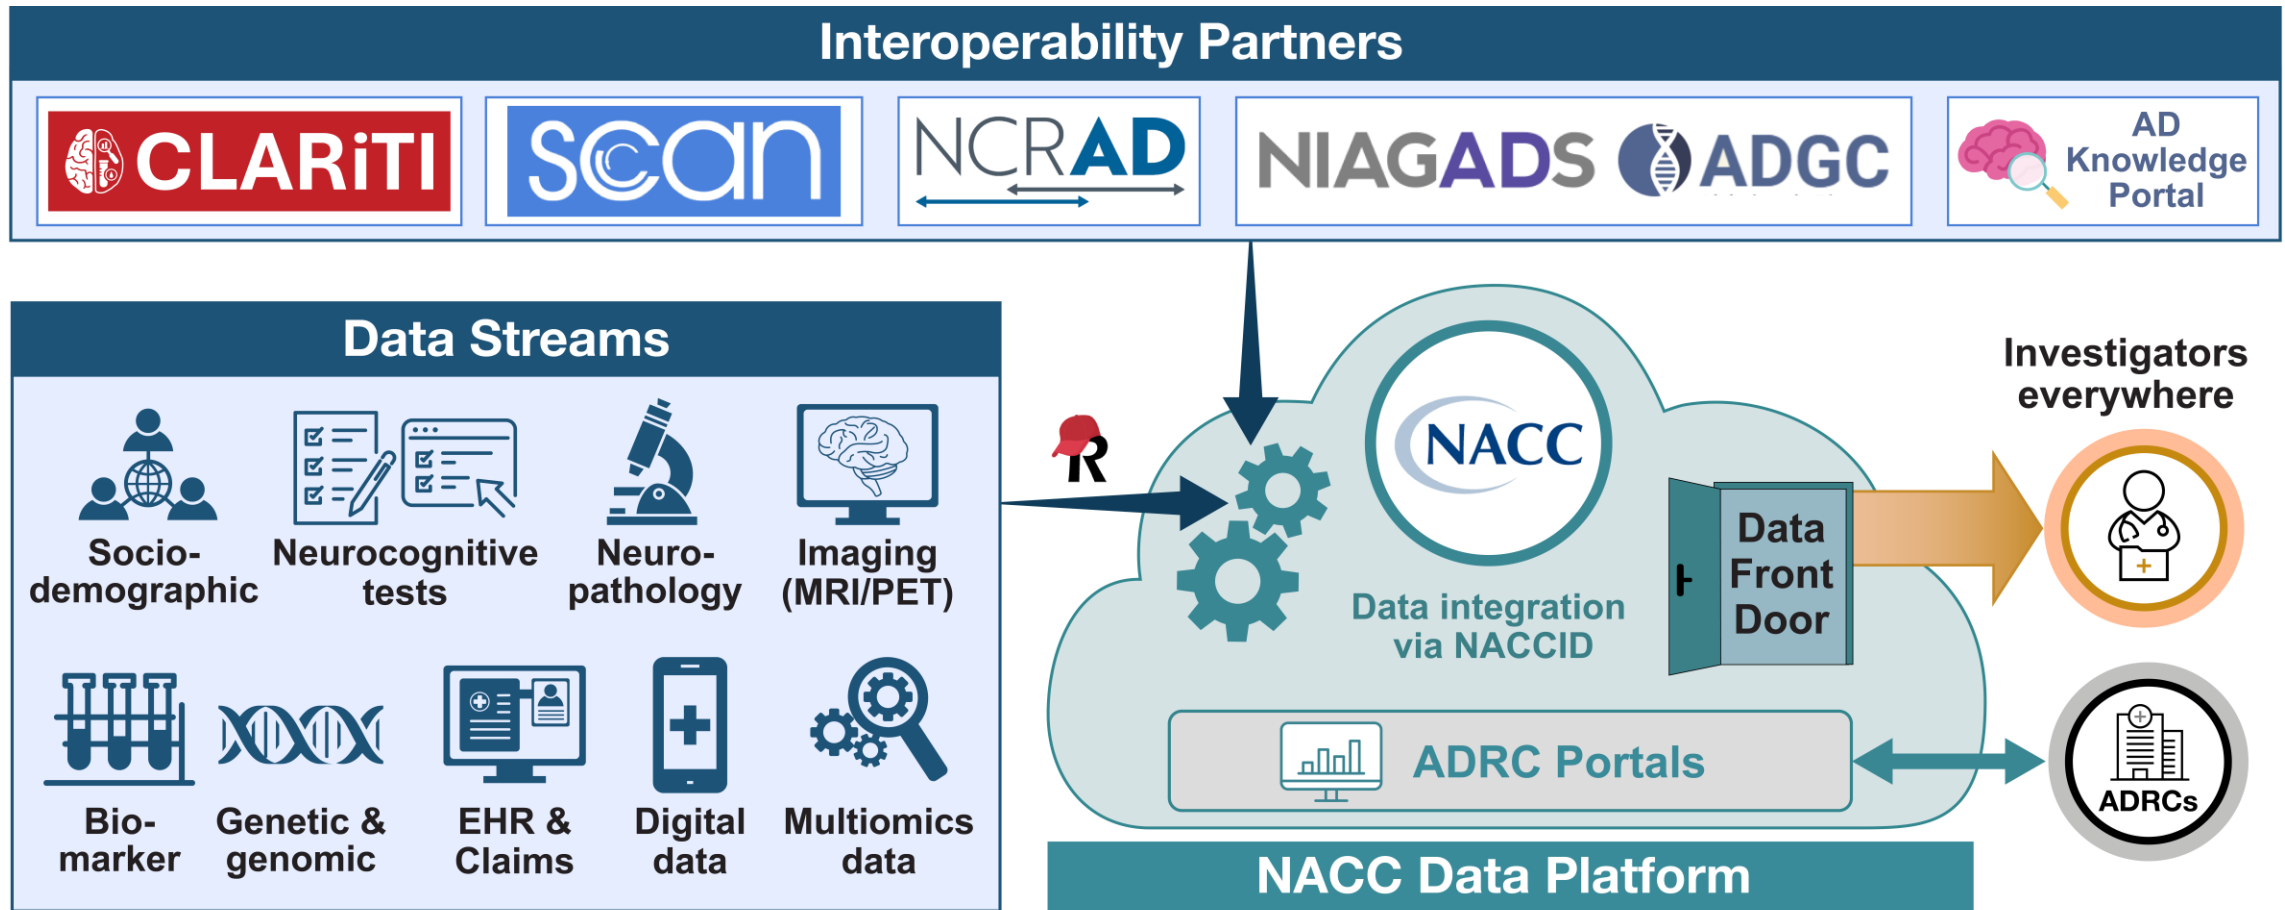 Interoperability Partners
CLARiTI
scan
NCRAD
NIAGADS
ADGC
AD
Knowledge
Portal
Data Streams
Socio-
demographic
Neurocognitive
tests
Neuro-
pathology
Imaging
(MRI/PET)
Bio-
marker
Genetic &
genomic
EHR &
Claims
Digital
data
Multiomics
data
R
NACC
Data integration
via NACCID
Data
Front
Door
ADRC Portals
NACC Data Platform
Investigators
everywhere
ADRCs